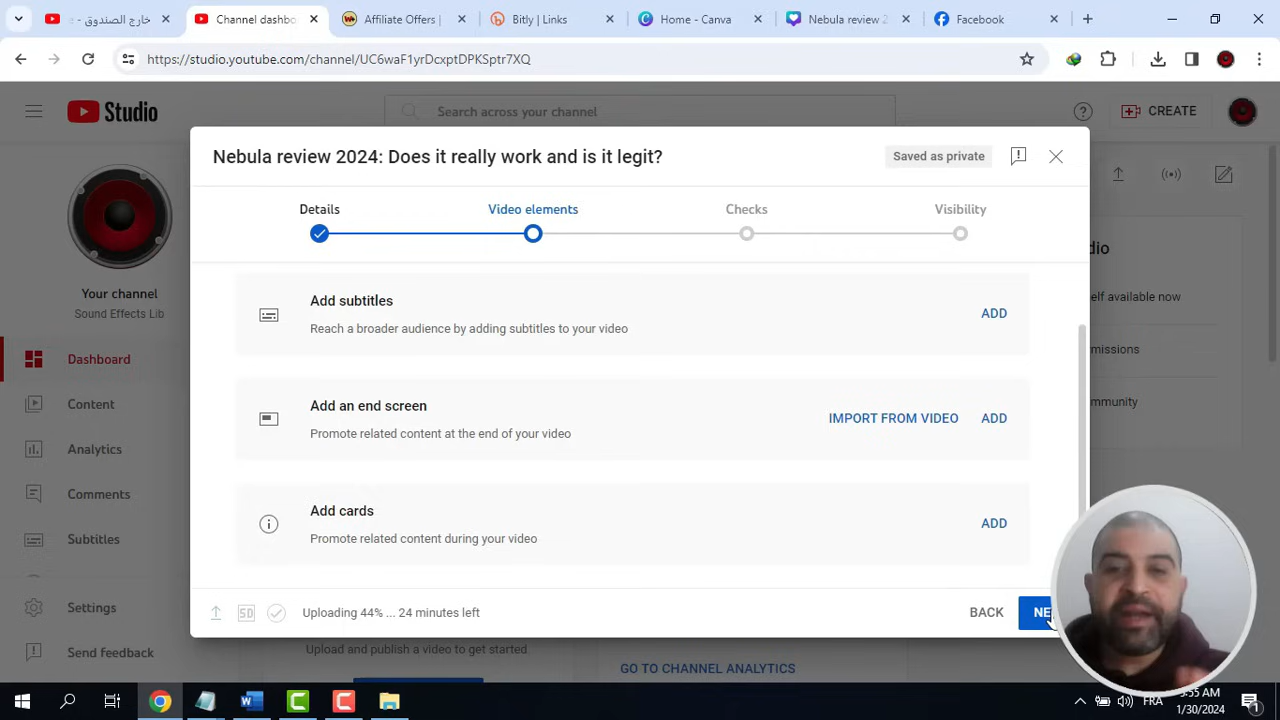 خارج الصندوق -
Channel dashbo
Affiliate Offers |
Bitly | Links
Home - Canva
Nebula review 2
Facebook
https://studio.youtube.com/channel/UC6waF1yrDcxptDPKSptr7XQ
Studio
Search across your channel
CREATE
Nebula review 2024: Does it really work and is it legit?
Saved as private
Details
Video elements
Checks
Visibility
Your channel
Sound Effects Lib
Dashboard
Content
Analytics
Comments
Subtitles
Settings
Send feedback
Add subtitles
Reach a broader audience by adding subtitles to your video
ADD
Add an end screen
Promote related content at the end of your video
IMPORT FROM VIDEO
ADD
Add cards
Promote related content during your video
ADD
dio
elf available now
missions
mmunity
SD
Uploading 44% ... 24 minutes left
BACK
NE
Upload and publish a video to get started.
GO TO CHANNEL ANALYTICS
FRA
:55 AM
1/30/2024
1